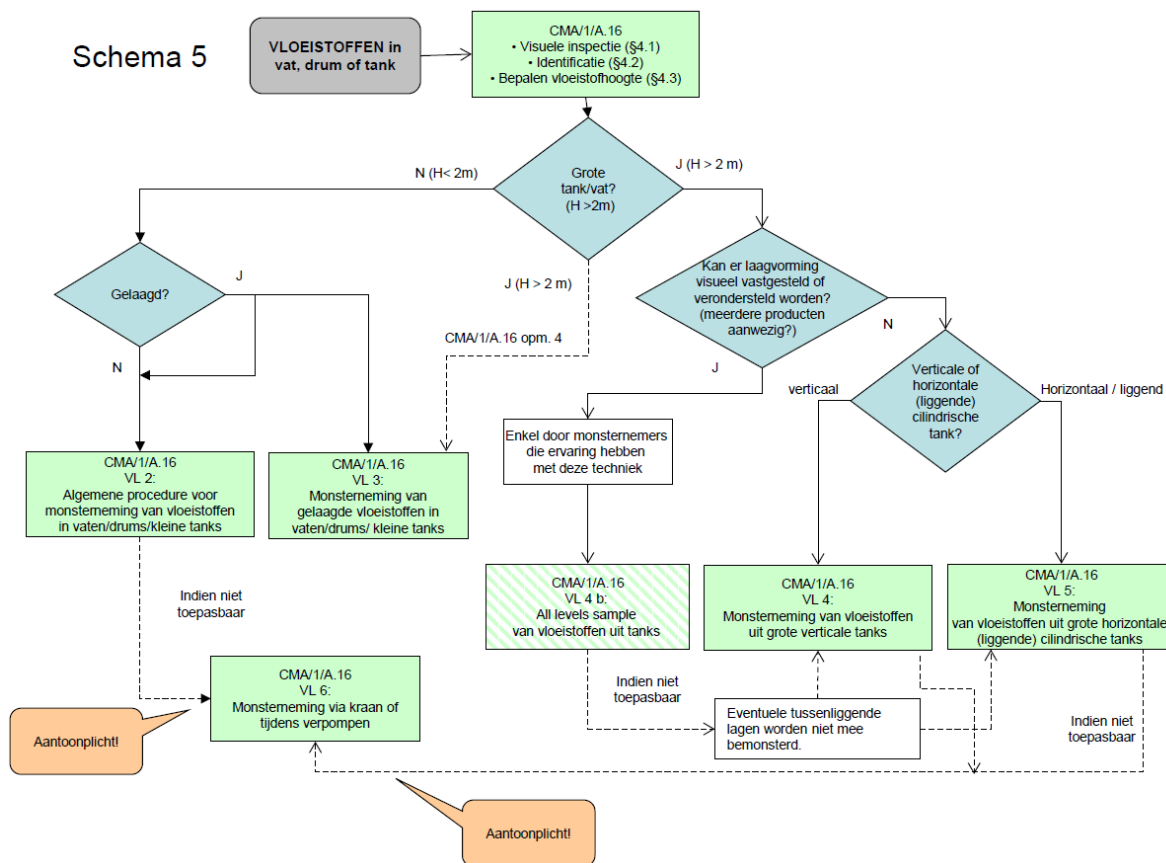 Schema 5
VLOEISTOFFEN in
vat, drum of tank
CMA/1/A.16
• Visuele inspectie (§4.1)
• Identificatie (§4.2)
• Bepalen vloeistofhoogte (§4.3)
N (H< 2m)
Grote
tank/vat?
(H >2m)
J (H > 2 m)
Gelaagd?
J
N
J (H > 2 m)
CMA/1/A.16 opm. 4
Kan er laagvorming
visueel vastgesteld of
verondersteld worden?
(meerdere producten
aanwezig?)
N
J
verticaal
Verticale of
horizontale
(liggende)
cilindrische
tank?
Horizontaal / liggend
Enkel door monsternemers
die ervaring hebben
met deze techniek
CMA/1/A.16
VL 2:
Algemene procedure voor
monsterneming van vloeistoffen
in vaten/drums/kleine tanks
CMA/1/A.16
VL 3:
Monsterneming van
gelaagde vloeistoffen in
vaten/drums/ kleine tanks
CMA/1/A.16
VL 4 b:
All levels sample
van vloeistoffen uit tanks
CMA/1/A.16
VL 4:
Monsterneming van vloeistoffen
uit grote verticale tanks
CMA/1/A.16
VL 5:
Monsterneming
van vloeistoffen uit grote horizontale
(liggende) cilindrische tanks
Indien niet
toepasbaar
CMA/1/A.16
VL 6:
Monsterneming via kraan of
tijdens verpompen
Indien niet
toepasbaar
Eventuele tussenliggende
lagen worden niet mee
bemonsterd.
Indien niet
toepasbaar
Aantoonplicht!
Aantoonplicht!